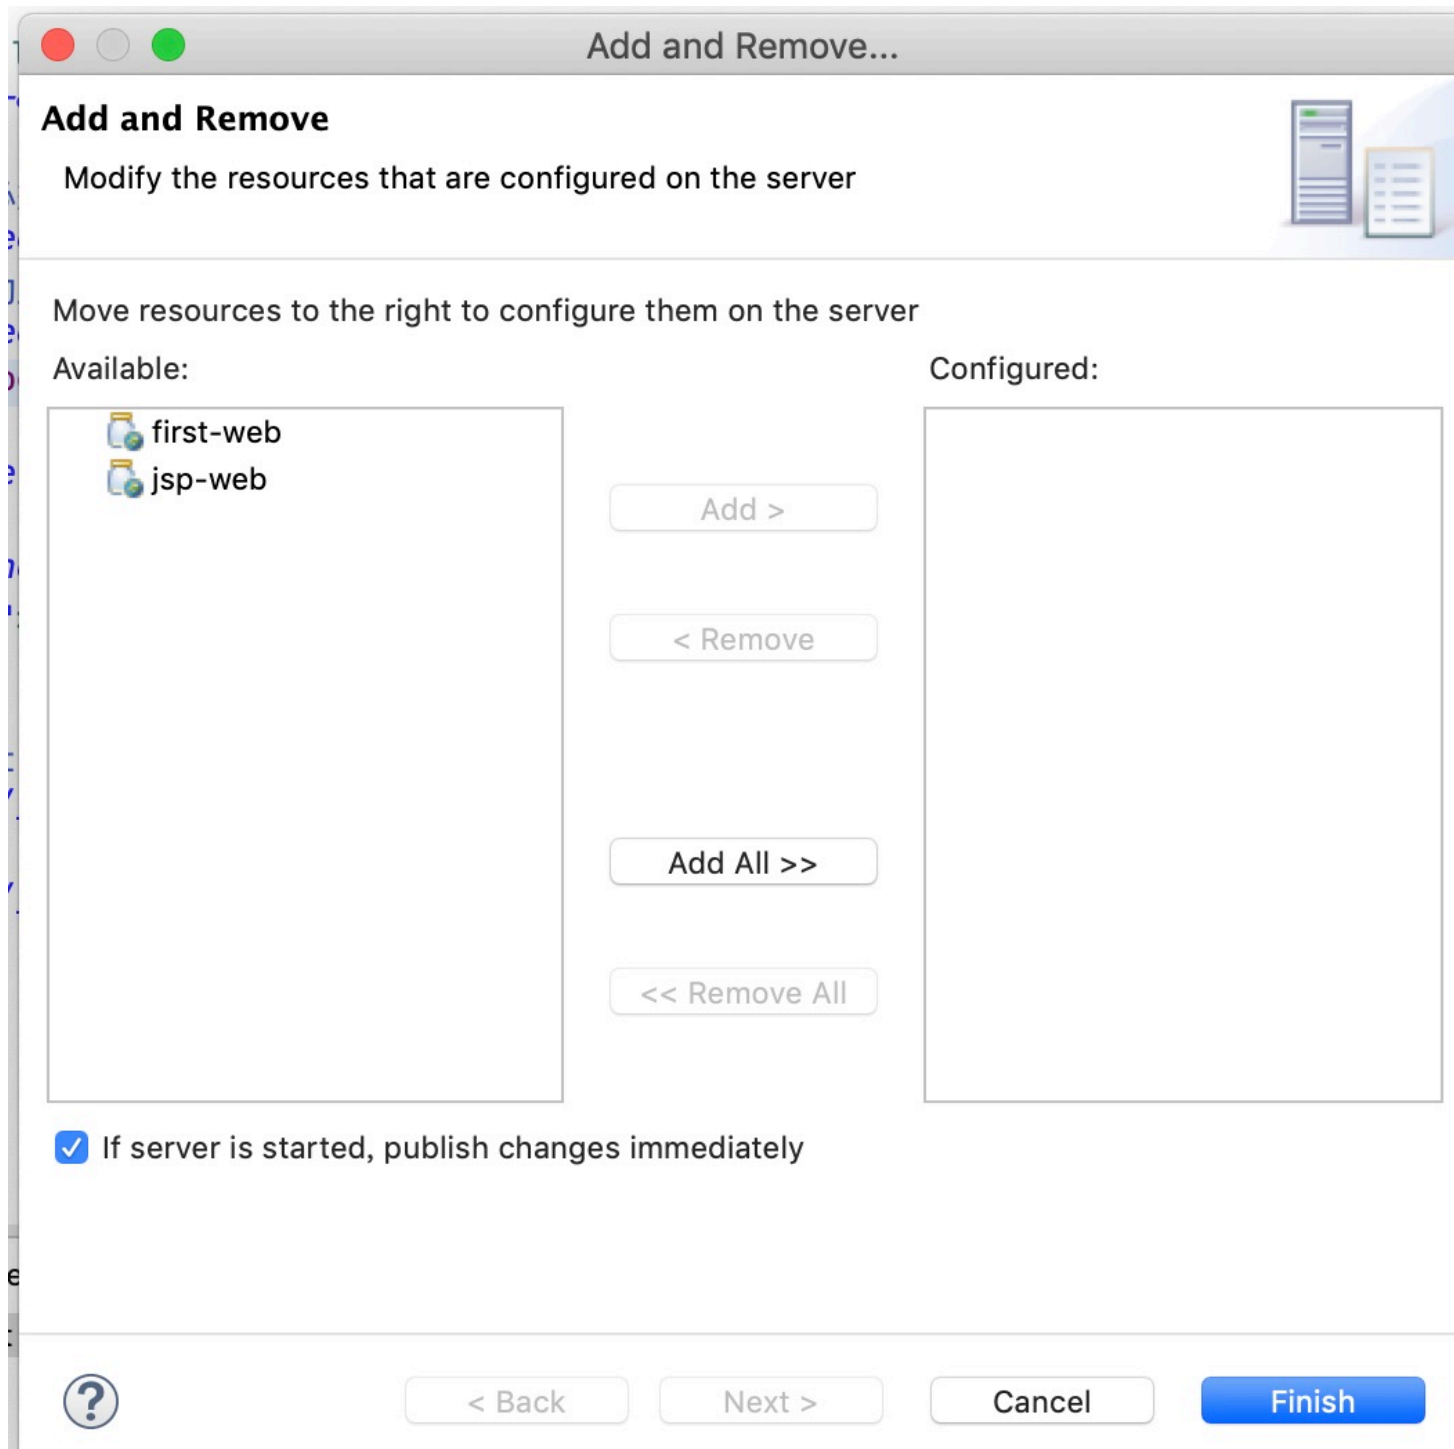 Add and Remove...
Add and Remove
Modify the resources that are configured on the server
Move resources to the right to configure them on the server
Available:
Configured:
first-web
jsp-web
Add >
< Remove
Add All >>
<< Remove All
If server is started, publish changes immediately
?
< Back
Next >
Cancel
Finish